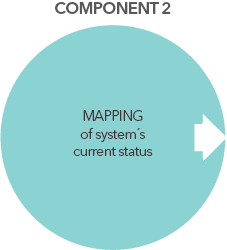 COMPONENT 2
MAPPING
of system´s
current status